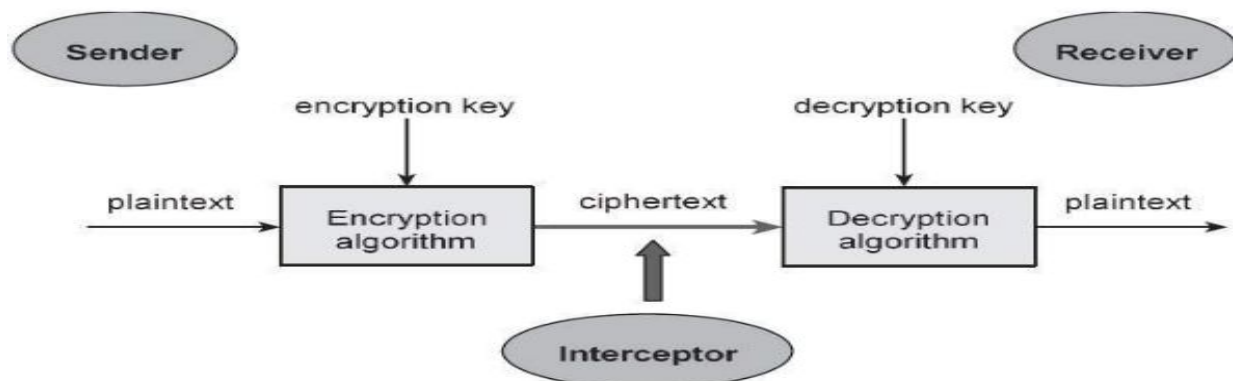 Sender
Receiver
encryption key
decryption key
plaintext
Encryption
algorithm
ciphertext
Decryption
algorithm
plaintext
Interceptor